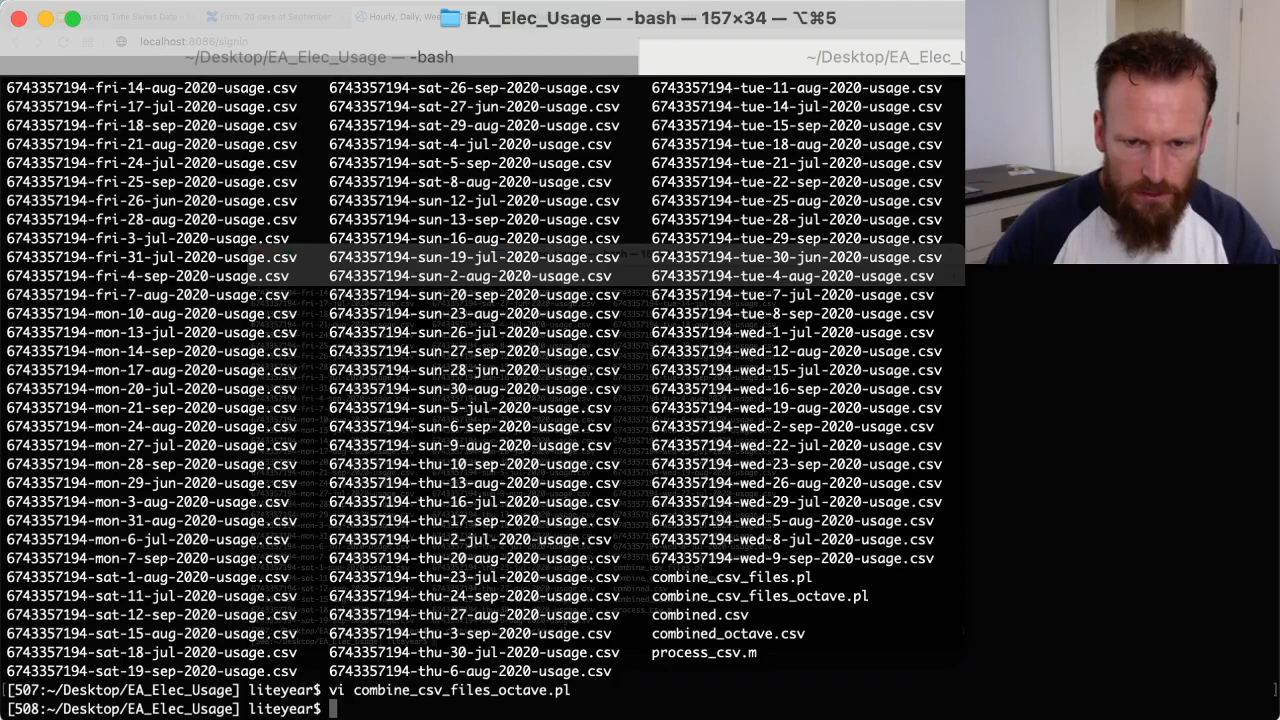 EA_Elec_Usage — -bash — 157×34 — ⌥⌘5
localhost:8086/signin
~/Desktop/EA_Elec_Usage — -bash ~/Desktop/EA_Elec_U
6743357194-fri-14-aug-2020-usage.csv 6743357194-sat-26-sep-2020-usage.csv 6743357194-tue-11-aug-2020-usage.csv
6743357194-fri-17-jul-2020-usage.csv 6743357194-sat-27-jun-2020-usage.csv 6743357194-tue-14-jul-2020-usage.csv
6743357194-fri-18-sep-2020-usage.csv 6743357194-sat-29-aug-2020-usage.csv 6743357194-tue-15-sep-2020-usage.csv
6743357194-fri-21-aug-2020-usage.csv 6743357194-sat-4-jul-2020-usage.csv 6743357194-tue-18-aug-2020-usage.csv
6743357194-fri-24-jul-2020-usage.csv 6743357194-sat-5-sep-2020-usage.csv 6743357194-tue-21-jul-2020-usage.csv
6743357194-fri-25-sep-2020-usage.csv 6743357194-sat-8-aug-2020-usage.csv 6743357194-tue-22-sep-2020-usage.csv
6743357194-fri-26-jun-2020-usage.csv 6743357194-sun-12-jul-2020-usage.csv 6743357194-tue-25-aug-2020-usage.csv
6743357194-fri-28-aug-2020-usage.csv 6743357194-sun-13-sep-2020-usage.csv 6743357194-tue-28-jul-2020-usage.csv
6743357194-fri-3-jul-2020-usage.csv 6743357194-sun-16-aug-2020-usage.csv 6743357194-tue-29-sep-2020-usage.csv
6743357194-fri-31-jul-2020-usage.csv 6743357194-sun-19-jul-2020-usage.csv 6743357194-tue-30-jun-2020-usage.csv
6743357194-fri-4-sep-2020-usage.csv 6743357194-sun-2-aug-2020-usage.csv 6743357194-tue-4-aug-2020-usage.csv
6743357194-fri-7-aug-2020-usage.csv 6743357194-sun-20-sep-2020-usage.csv 6743357194-tue-7-jul-2020-usage.csv
6743357194-mon-10-aug-2020-usage.csv 6743357194-sun-23-aug-2020-usage.csv 6743357194-tue-8-sep-2020-usage.csv
6743357194-mon-13-jul-2020-usage.csv 6743357194-sun-26-jul-2020-usage.csv 6743357194-wed-1-jul-2020-usage.csv
6743357194-mon-14-sep-2020-usage.csv 6743357194-sun-27-sep-2020-usage.csv 6743357194-wed-12-aug-2020-usage.csv
6743357194-mon-17-aug-2020-usage.csv 6743357194-sun-28-jun-2020-usage.csv 6743357194-wed-15-jul-2020-usage.csv
6743357194-mon-20-jul-2020-usage.csv 6743357194-sun-30-aug-2020-usage.csv 6743357194-wed-16-sep-2020-usage.csv
6743357194-mon-21-sep-2020-usage.csv 6743357194-sun-5-jul-2020-usage.csv 6743357194-wed-19-aug-2020-usage.csv
6743357194-mon-24-aug-2020-usage.csv 6743357194-sun-6-sep-2020-usage.csv 6743357194-wed-2-sep-2020-usage.csv
6743357194-mon-27-jul-2020-usage.csv 6743357194-sun-9-aug-2020-usage.csv 6743357194-wed-22-jul-2020-usage.csv
6743357194-mon-28-sep-2020-usage.csv 6743357194-thu-10-sep-2020-usage.csv 6743357194-wed-23-sep-2020-usage.csv
6743357194-mon-29-jun-2020-usage.csv 6743357194-thu-13-aug-2020-usage.csv 6743357194-wed-26-aug-2020-usage.csv
6743357194-mon-3-aug-2020-usage.csv 6743357194-thu-16-jul-2020-usage.csv 6743357194-wed-29-jul-2020-usage.csv
6743357194-mon-31-aug-2020-usage.csv 6743357194-thu-17-sep-2020-usage.csv 6743357194-wed-5-aug-2020-usage.csv
6743357194-mon-6-jul-2020-usage.csv 6743357194-thu-2-jul-2020-usage.csv 6743357194-wed-8-jul-2020-usage.csv
6743357194-mon-7-sep-2020-usage.csv 6743357194-thu-20-aug-2020-usage.csv 6743357194-wed-9-sep-2020-usage.csv
6743357194-sat-1-aug-2020-usage.csv 6743357194-thu-23-jul-2020-usage.csv combine_csv_files.pl
6743357194-sat-11-jul-2020-usage.csv 6743357194-thu-24-sep-2020-usage.csv combine_csv_files_octave.pl
6743357194-sat-12-sep-2020-usage.csv 6743357194-thu-27-aug-2020-usage.csv combined.csv
6743357194-sat-15-aug-2020-usage.csv 6743357194-thu-3-sep-2020-usage.csv combined_octave.csv
6743357194-sat-18-jul-2020-usage.csv 6743357194-thu-30-jul-2020-usage.csv process_csv.m
6743357194-sat-19-sep-2020-usage.csv 6743357194-thu-6-aug-2020-usage.csv
[507:~/Desktop/EA_Elec_Usage] liteyear$ vi combine_csv_files_octave.pl
[508:~/Desktop/EA_Elec_Usage] liteyear$